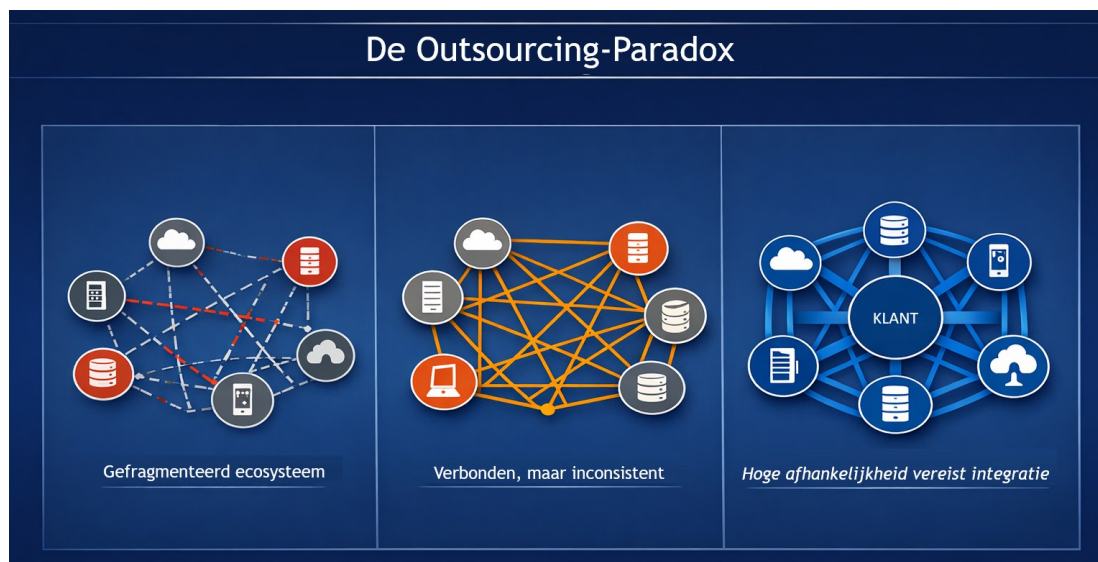 De Outsourcing-Paradox
Gefragmenteerd ecosysteem
Verbonden, maar inconsistent
KLANT
Hoge afhankelijkheid vereist integratie